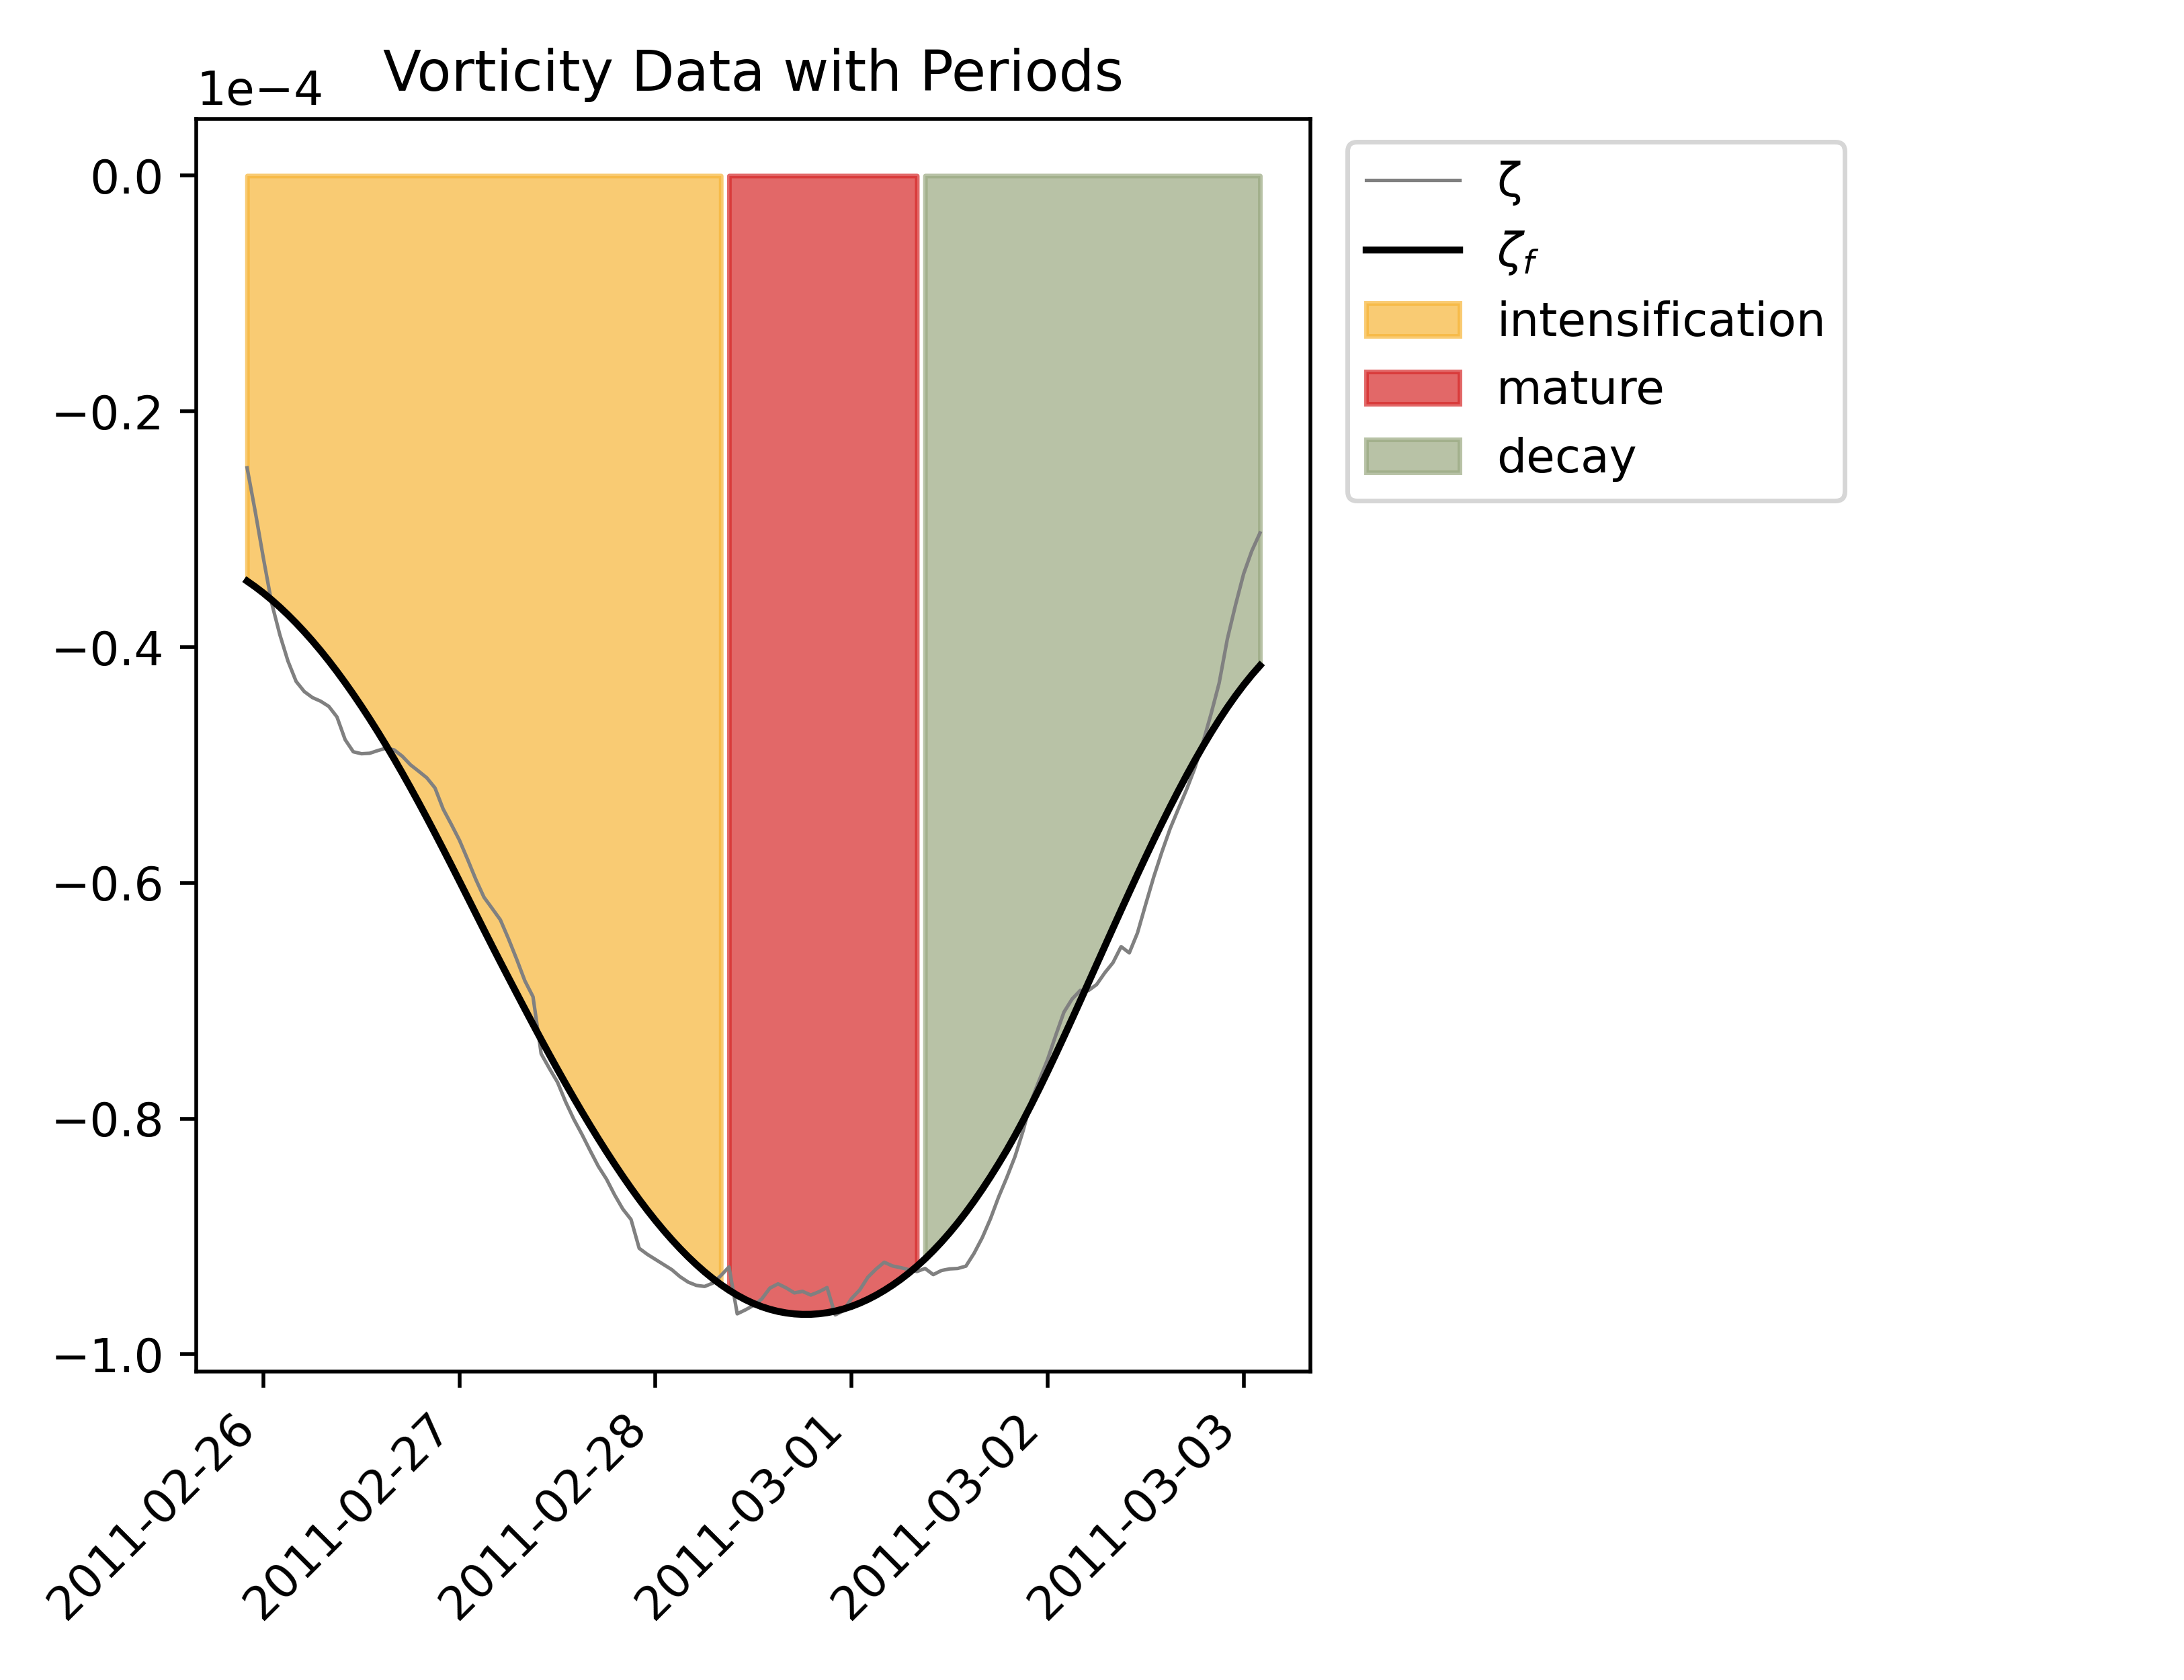 Vorticity Data with Periods
1e−4
0.0
−0.2
−0.4
−0.6
−0.8
−1.0
2011-02-26
2011-02-27
2011-02-28
2011-03-01
2011-03-02
2011-03-03
ζ
ζf
intensification
mature
decay